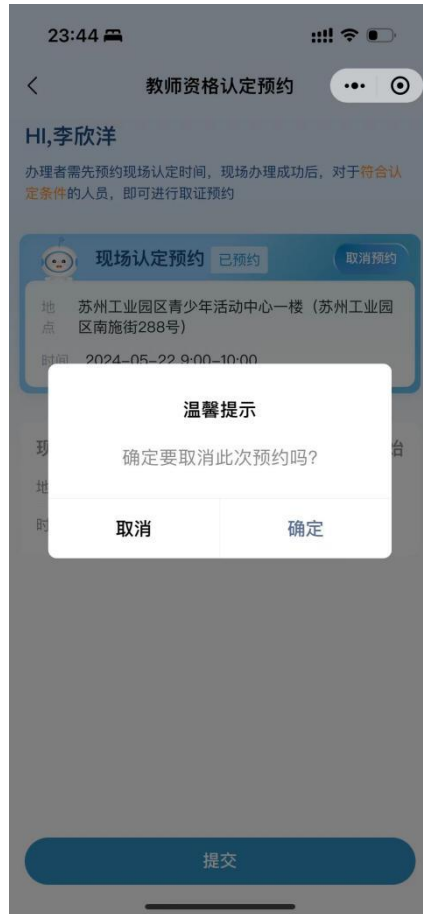 23:44
教师资格认定预约
HI,李欣洋
办理者需先预约现场认定时间，现场办理成功后，对于符合认
定条件的人员，即可进行取证预约
现场认定预约 已预约 取消预约
地 苏州工业园区青少年活动中心一楼（苏州工业园
点 区南施街288号）
时间 2024-05-22 9:00-10:00
温馨提示
现 始
确定要取消此次预约吗?
地
时
取消 确定
提交